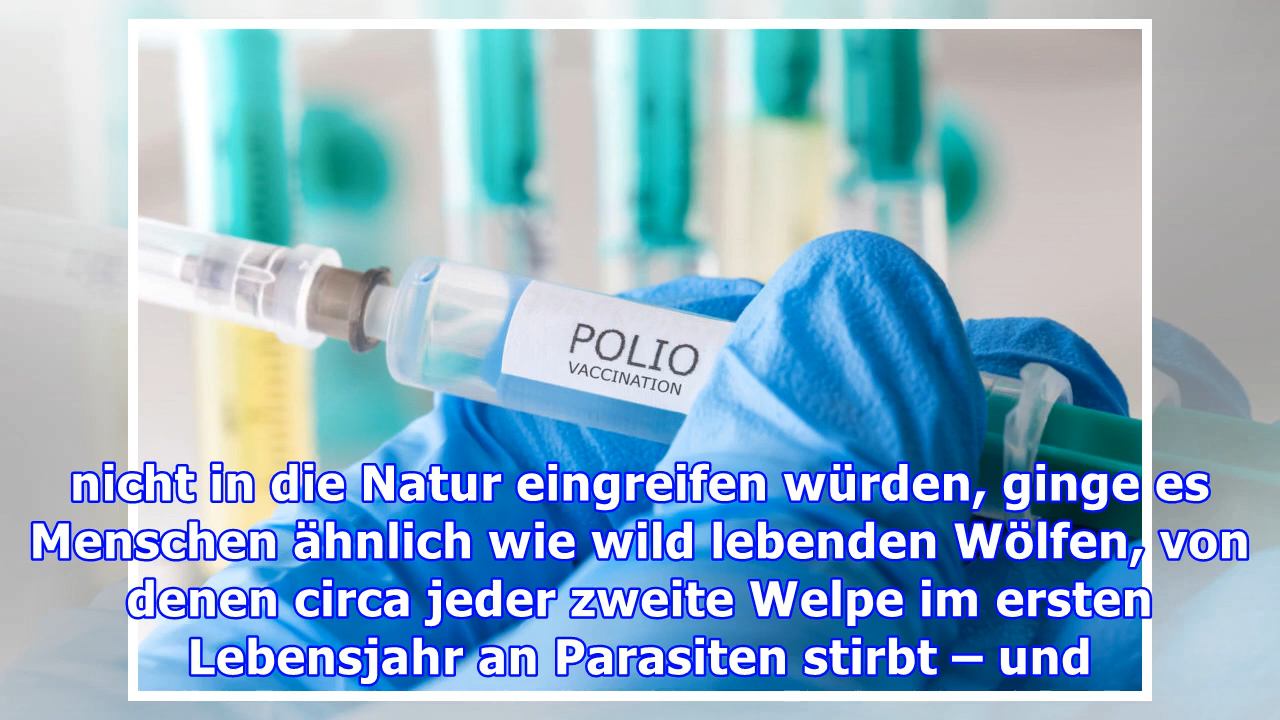 POLIO
VACCINATION
nicht in die Natur eingreifen würden, ginge es
Menschen ähnlich wie wild lebenden Wölfen, von
denen circa jeder zweite Welpe im ersten
Lebensjahr an Parasiten stirbt – und